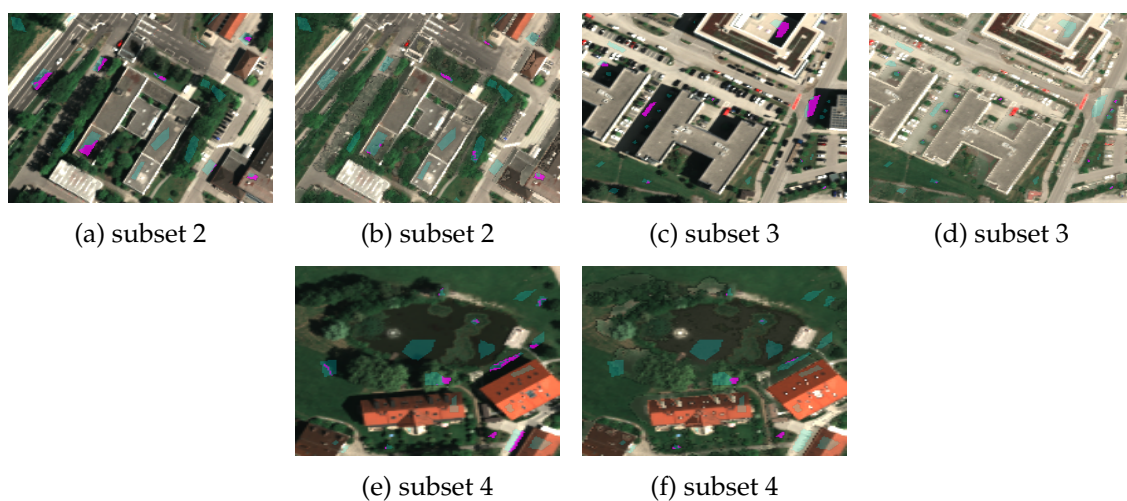 (a) subset 2
(b) subset 2
(c) subset 3
(d) subset 3
(e) subset 4
(f) subset 4